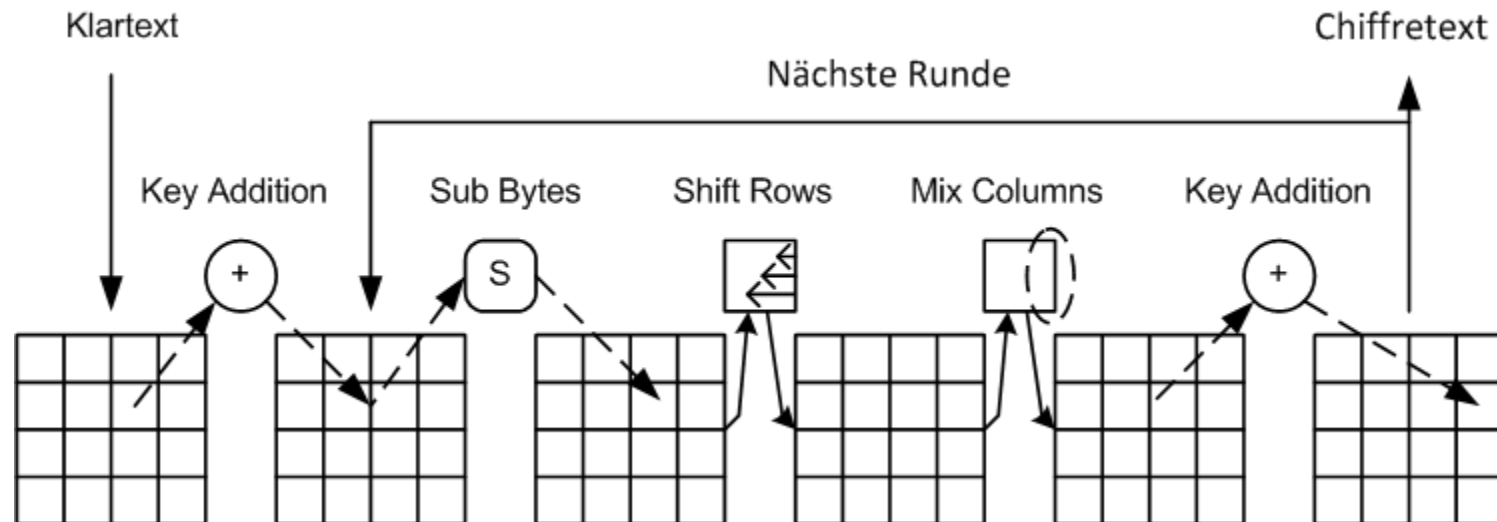 Klartext
Chiffretext
Nächste Runde
Key Addition
Sub Bytes
Shift Rows
Mix Columns
Key Addition
+
S
+